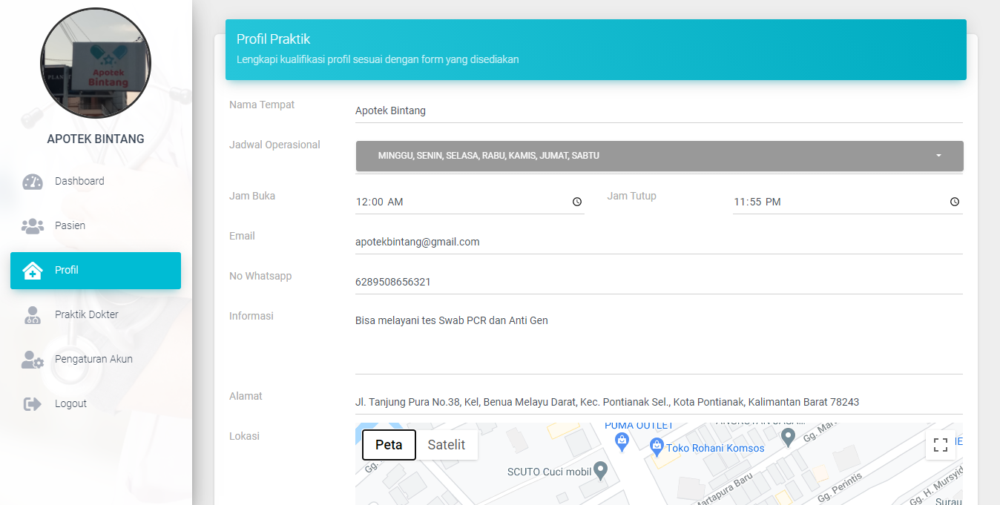 PLANET
Apotek
Bintang
APOTEK BINTANG
Dashboard
Pasien
Profil
Praktik Dokter
Pengaturan Akun
Logout
Profil Praktik
Lengkapi kualifikasi profil sesuai dengan form yang disediakan
Nama Tempat
Apotek Bintang
Jadwal Operasional
MINGGU, SENIN, SELASA, RABU, KAMIS, JUMAT, SABTU
Jam Buka
12:00 AM
Jam Tutup
11:55 PM
Email
apotekbintang@gmail.com
No Whatsapp
6289508656321
Informasi
Bisa melayani tes Swab PCR dan Anti Gen
Alamat
Jl. Tanjung Pura No.38, Kel, Benua Melayu Darat, Kec. Pontianak Sel., Kota Pontianak, Kalimantan Barat 78243
Lokasi
Peta
Satelit
PUMA OUTLET
Toko Rohani Komsos
SCUTO Cuci mobil
Gg.
Gg. Mart
Martapura Baru
Gg. Perintis
Gg. H. Mursyid
Surau